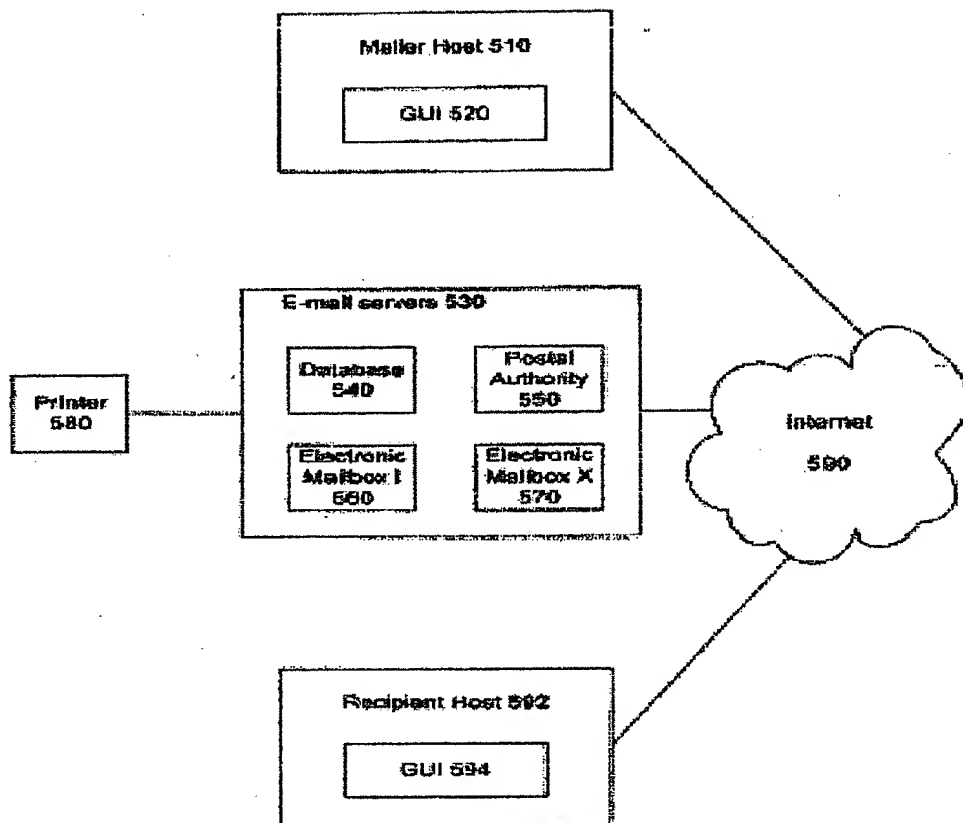 Mailer Host 510
GUI 520
E-mail servers 530
Database
540
Postal
Authority
550
Printer
580
Electronic
Mailbox I
560
Electronic
Mailbox X
570
Internet
590
Recipient Host 592
GUI 594